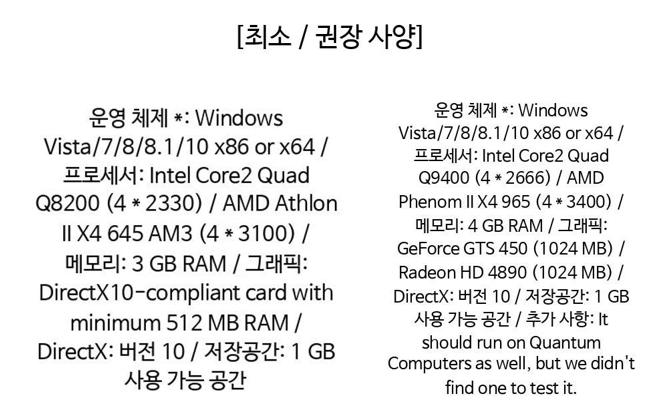 [최소 / 권장 사양]
운영 체제 *: Windows
Vista/7/8/8.1/10 x86 or x64 /
프로세서: Intel Core2 Quad
Q8200 (4 * 2330) / AMD Athlon
II X4 645 AM3 (4 * 3100) /
메모리: 3 GB RAM / 그래픽:
DirectX10-compliant card with
minimum 512 MB RAM /
DirectX: 버전 10 / 저장공간: 1 GB
사용 가능 공간
운영 체제 *: Windows
Vista/7/8/8.1/10 x86 or x64 /
프로세서: Intel Core2 Quad
Q9400 (4 * 2666) / AMD
Phenom II X4 965 (4 * 3400) /
메모리: 4 GB RAM / 그래픽:
GeForce GTS 450 (1024 MB) /
Radeon HD 4890 (1024 MB) /
DirectX: 버전 10 / 저장공간: 1 GB
사용 가능 공간 / 추가 사항: It
should run on Quantum
Computers as well, but we didn't
find one to test it.